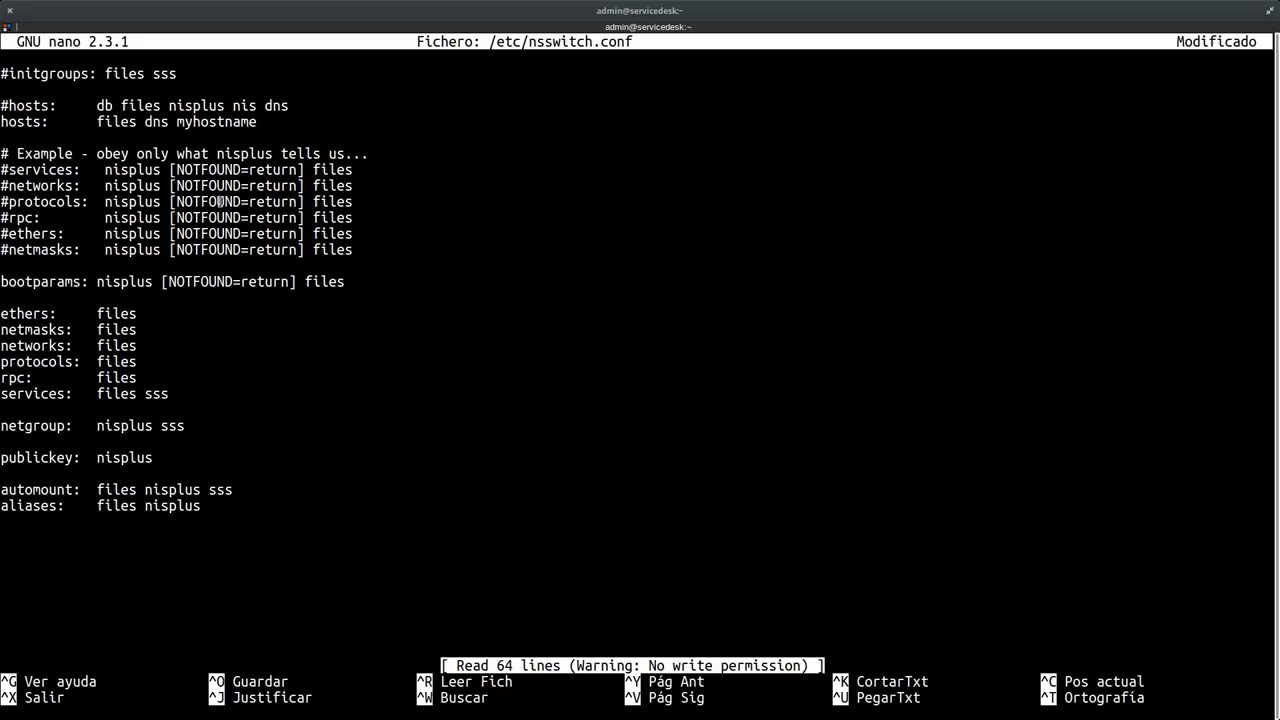 admin@servicedesk:~
admin@servicedesk:~
GNU nano 2.3.1 Fichero: /etc/nsswitch.conf Modificado
#initgroups: files sss
#hosts: db files nisplus nis dns
hosts: files dns myhostname
# Example - obey only what nisplus tells us...
#services: nisplus [NOTFOUND=return] files
#networks: nisplus [NOTFOUND=return] files
#protocols: nisplus [NOTFOUND=return] files
#rpc: nisplus [NOTFOUND=return] files
#ethers: nisplus [NOTFOUND=return] files
#netmasks: nisplus [NOTFOUND=return] files
bootparams: nisplus [NOTFOUND=return] files
ethers: files
netmasks: files
networks: files
protocols: files
rpc: files
services: files sss
netgroup: nisplus sss
publickey: nisplus
automount: files nisplus sss
aliases: files nisplus
[ Read 64 lines (Warning: No write permission) ]
^G Ver ayuda ^O Guardar ^R Leer Fich ^Y Pág Ant ^K CortarTxt ^C Pos actual
^X Salir ^J Justificar ^W Buscar ^V Pág Sig ^U PegarTxt ^T Ortografía